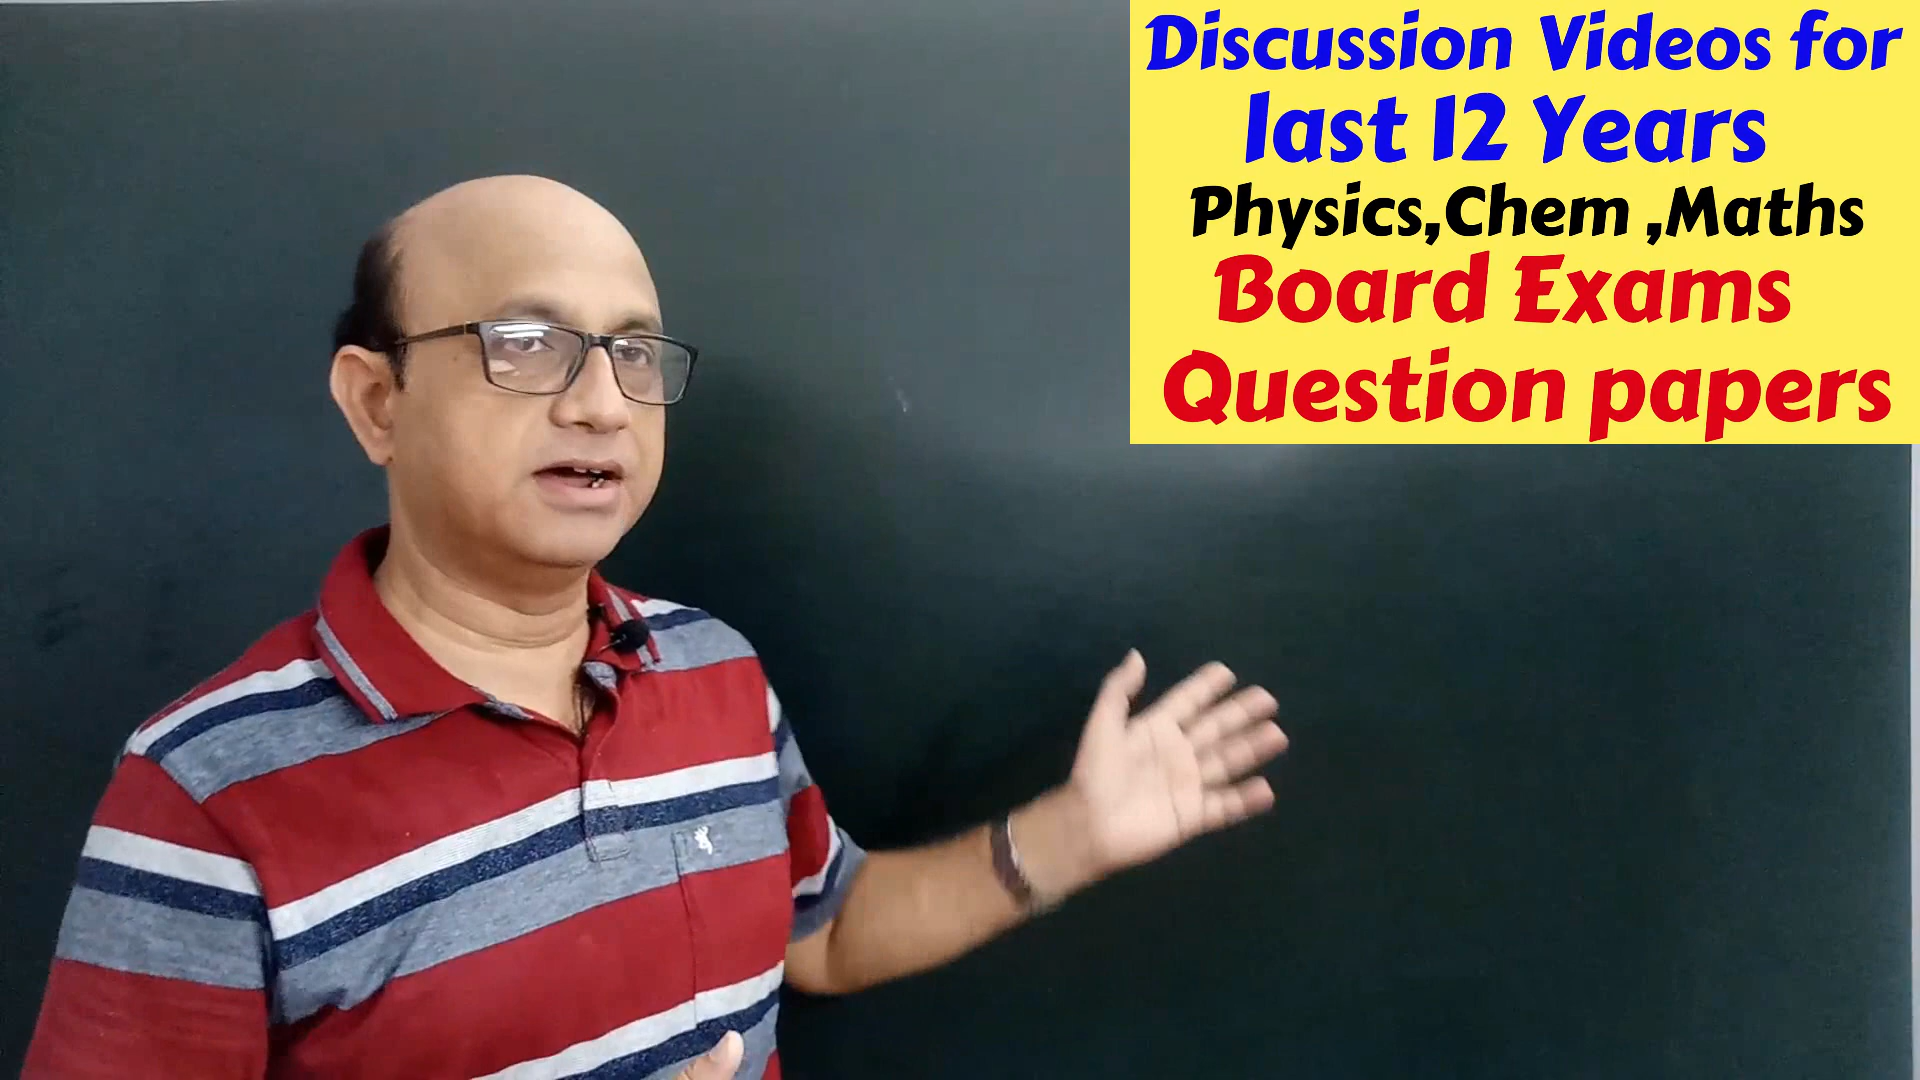 Discussion Videos for
last 12 Years
Physics,Chem ,Maths
Board Exams
Question papers